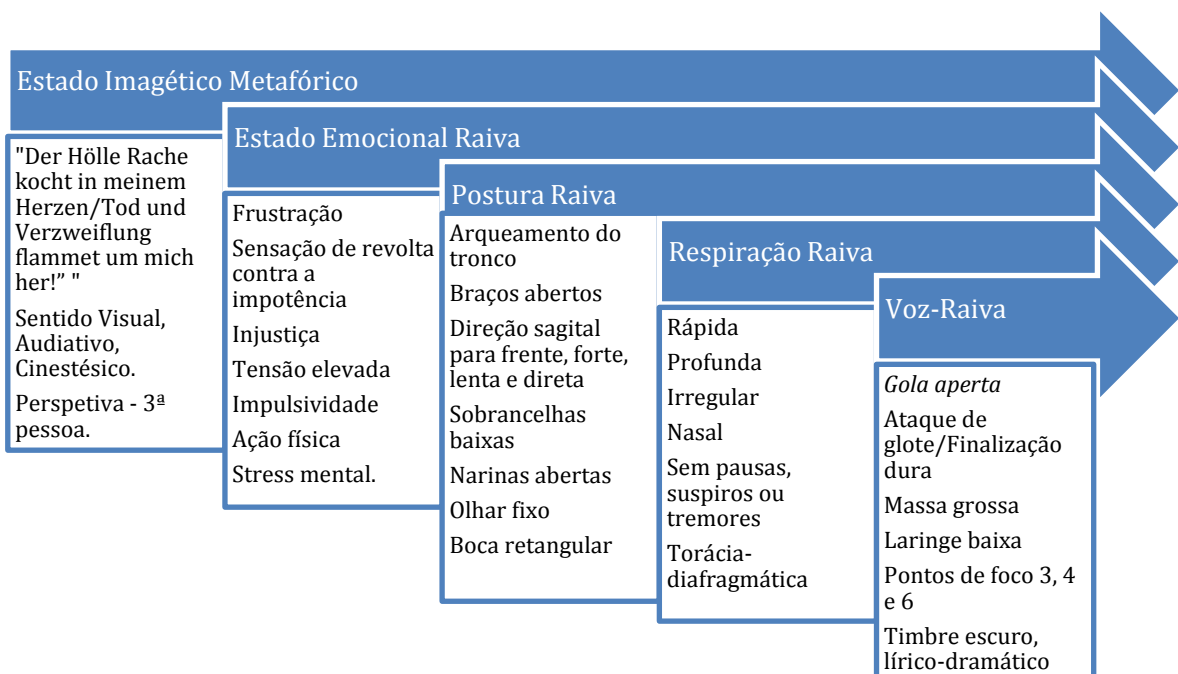 Estado Imagético Metafórico
"Der Hölle Rache
kocht in meinem
Herzen/Tod und
Verzweiflung
flammet um mich
her!” "
Sentido Visual,
Audiativo,
Cinestésico.
Perspetiva - 3ª
pessoa.
Estado Emocional Raiva
Frustração
Sensação de revolta
contra a
impotência
Injustiça
Tensão elevada
Impulsividade
Ação física
Stress mental.
Postura Raiva
Arqueamento do
tronco
Braços abertos
Direção sagital
para frente, forte,
lenta e direta
Sobrancelhas
baixas
Narinas abertas
Olhar fixo
Boca retangular
Respiração Raiva
Rápida
Profunda
Irregular
Nasal
Sem pausas,
suspiros ou
tremores
Torácia-
diafragmática
Voz-Raiva
Gola aperta
Ataque de
glote/Finalização
dura
Massa grossa
Laringe baixa
Pontos de foco 3, 4
e 6
Timbre escuro,
lírico-dramático